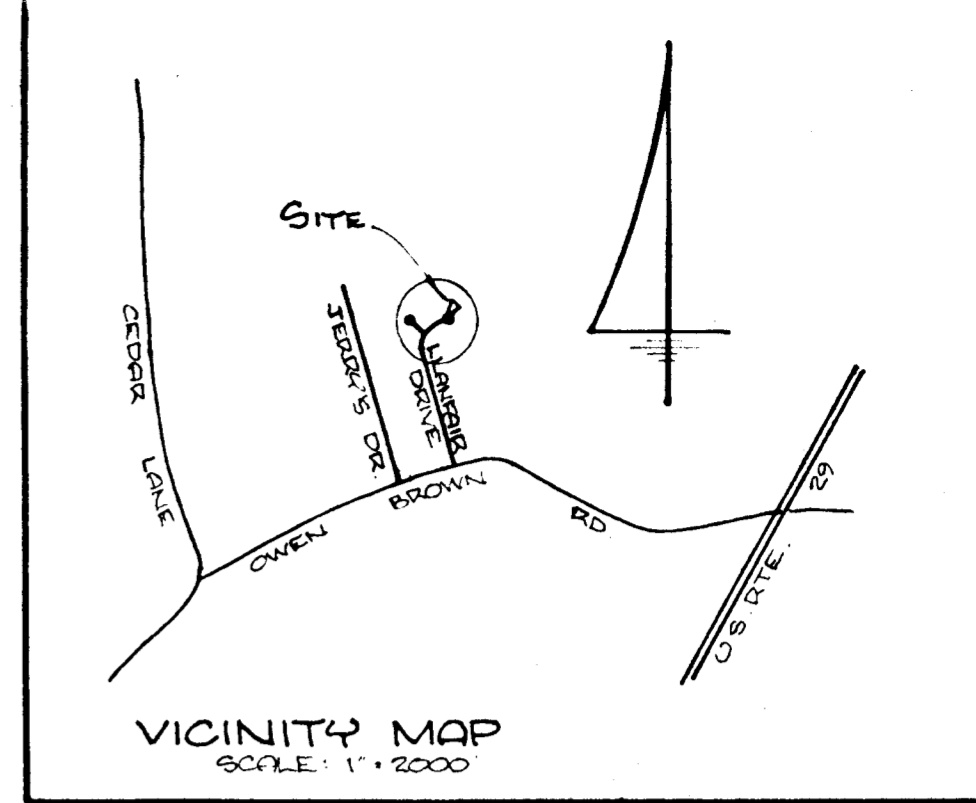 SITE
CEDAR LANE
JERRY'S DR.
LLANFAIR
DRIVE
OWEN BROWN RD
U.S. RTE. 29
VICINITY MAP
SCALE: 1" = 2000'